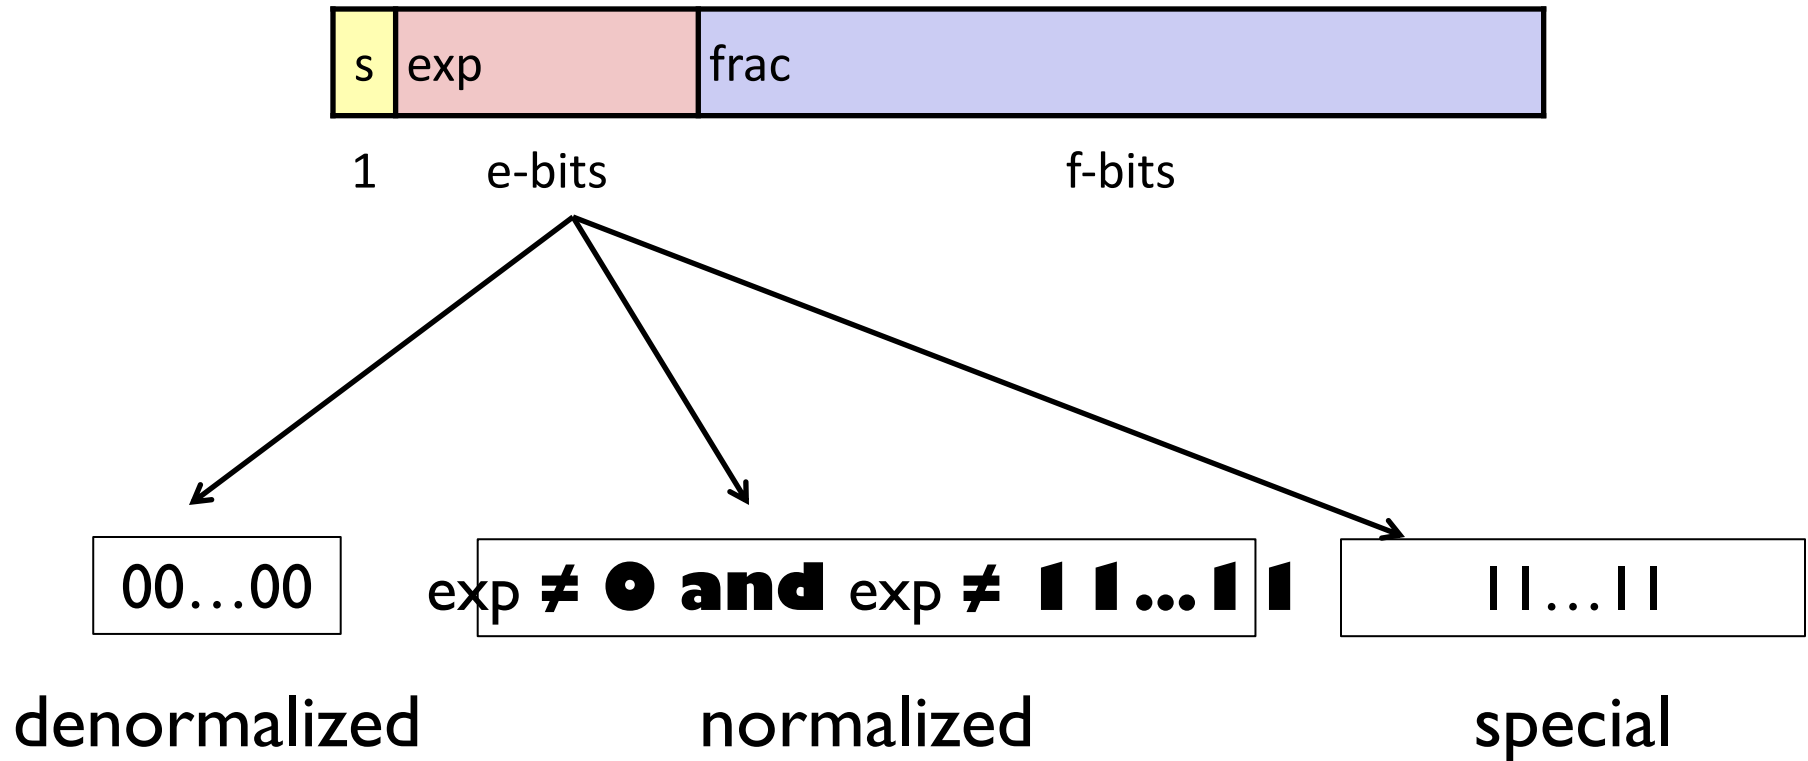 s exp frac
1 e-bits f-bits
00...00 exp ≠ 0 and exp ≠ 11...11 11...11
denormalized normalized special